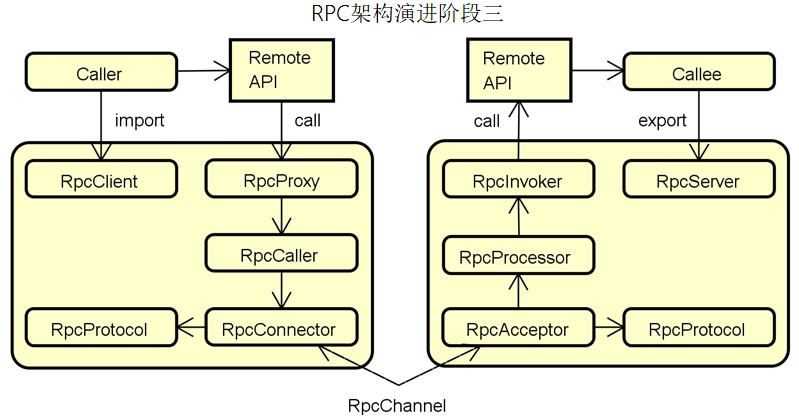 RPC架构演进阶段三
Caller
Remote
API
Remote
API
Callee
import
call
call
export
RpcClient
RpcProxy
RpcInvoker
RpcServer
RpcCaller
RpcProcessor
RpcProtocol
RpcConnector
RpcAcceptor
RpcProtocol
RpcChannel